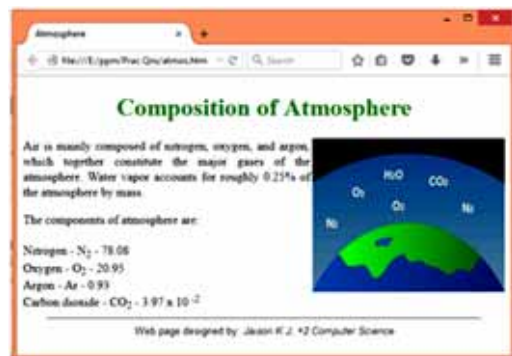 Atmosphere
file:///E:/ppm/Prac Qns/atmos.htm
Search
Composition of Atmosphere
Air is mainly composed of nitrogen, oxygen, and argon,
which together constitute the major gases of the
atmosphere. Water vapor accounts for roughly 0.25% of
the atmosphere by mass.
H₂O
CO₂
O₂
O₂
N₂
N₂
The components of atmosphere are:
Nitrogen - N₂ - 78.08
Oxygen - O₂ - 20.95
Argon - Ar - 0.93
Carbon dioxide - CO₂ - 3.97 x 10 ⁻²
Web page designed by: Jaison K J, +2 Computer Science